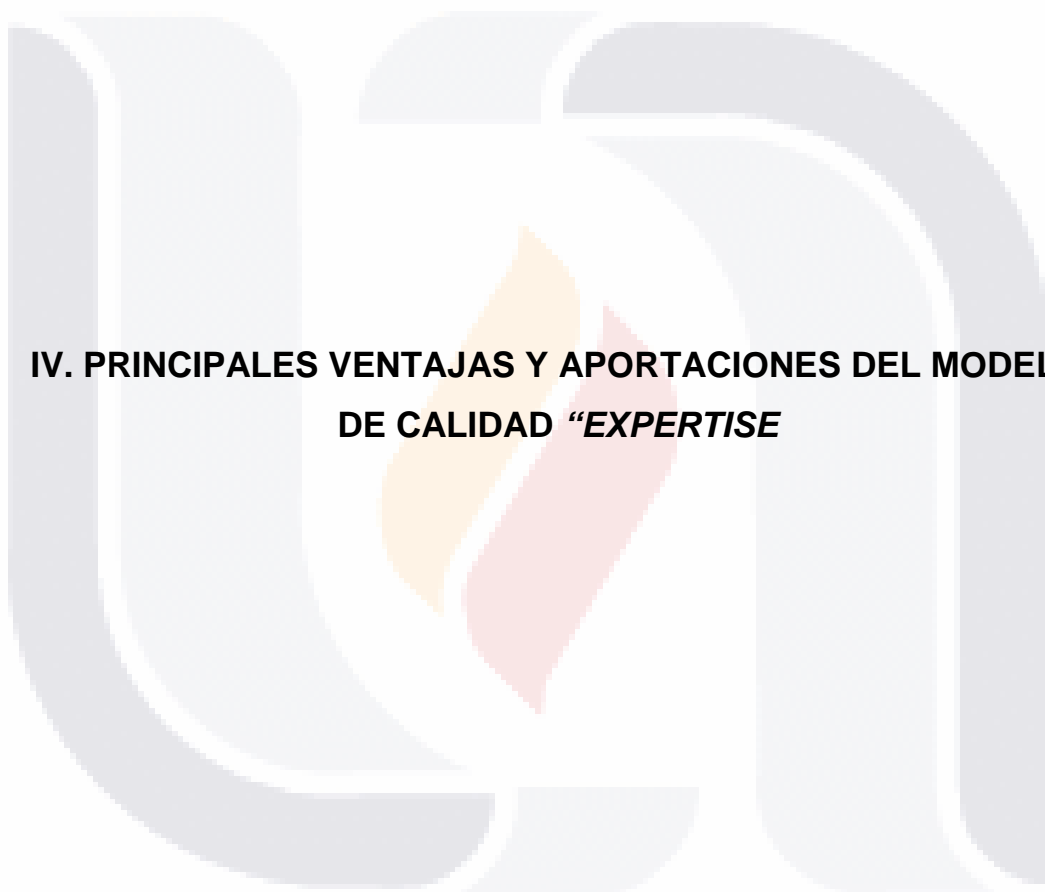 IV. PRINCIPALES VENTAJAS Y APORTACIONES DEL MODEL
DE CALIDAD “EXPERTISE